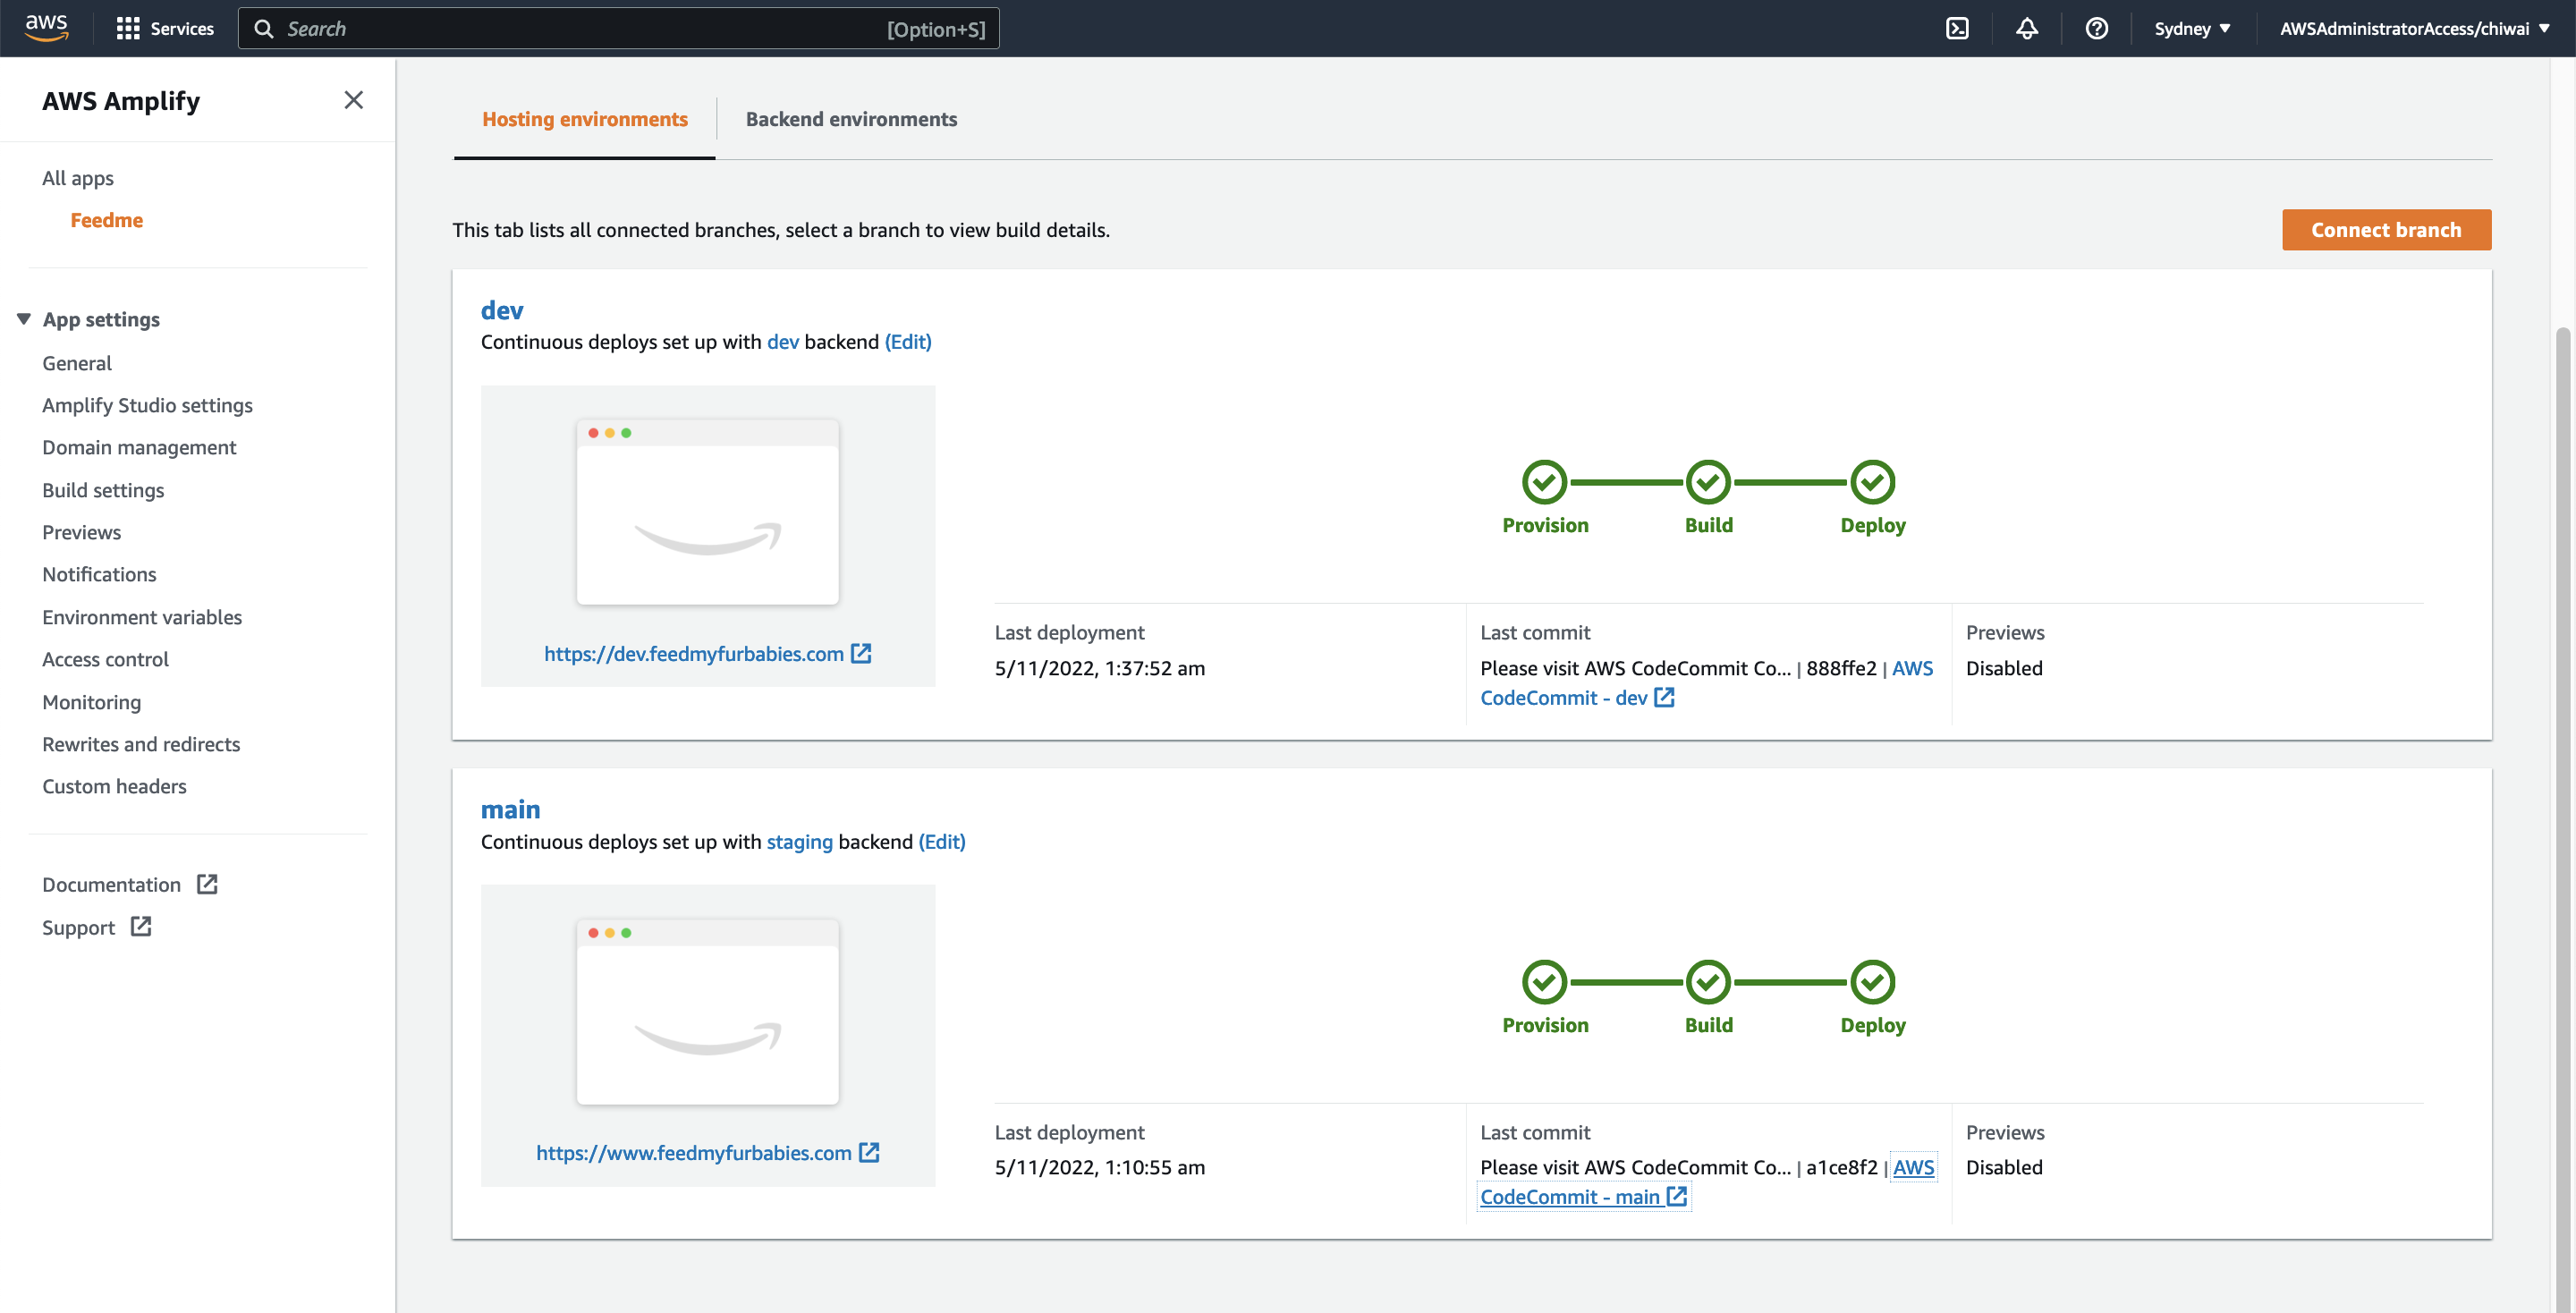 aws
Services
Search
[Option+S]
Sydney
AWSAdministratorAccess/chiwai
AWS Amplify
All apps
Feedme
App settings
General
Amplify Studio settings
Domain management
Build settings
Previews
Notifications
Environment variables
Access control
Monitoring
Rewrites and redirects
Custom headers
Documentation
Support
Hosting environments
Backend environments
This tab lists all connected branches, select a branch to view build details.
Connect branch
dev
Continuous deploys set up with dev backend (Edit)
https://dev.feedmyfurbabies.com
Provision
Build
Deploy
Last deployment
5/11/2022, 1:37:52 am
Last commit
Please visit AWS CodeCommit Co... | 888ffe2 | AWS
CodeCommit - dev
Previews
Disabled
main
Continuous deploys set up with staging backend (Edit)
https://www.feedmyfurbabies.com
Provision
Build
Deploy
Last deployment
5/11/2022, 1:10:55 am
Last commit
Please visit AWS CodeCommit Co... | a1ce8f2 | AWS
CodeCommit - main
Previews
Disabled